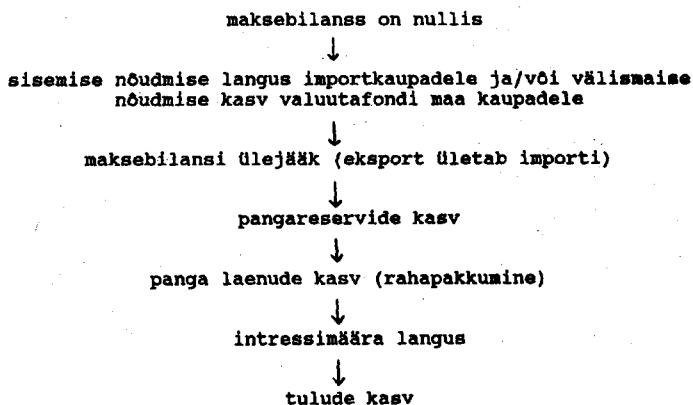 maksebilanss on nullis
↓
sisemise nõudmise langus importkaupadele ja/või välismaise
nõudmise kasv valuutafondi maa kaupadele
↓
maksebilansi ülejääk (eksport ületab importi)
↓
pangareservide kasv
↓
panga laenude kasv (rahapakkumine)
↓
intressimäära langus
↓
tulude kasv